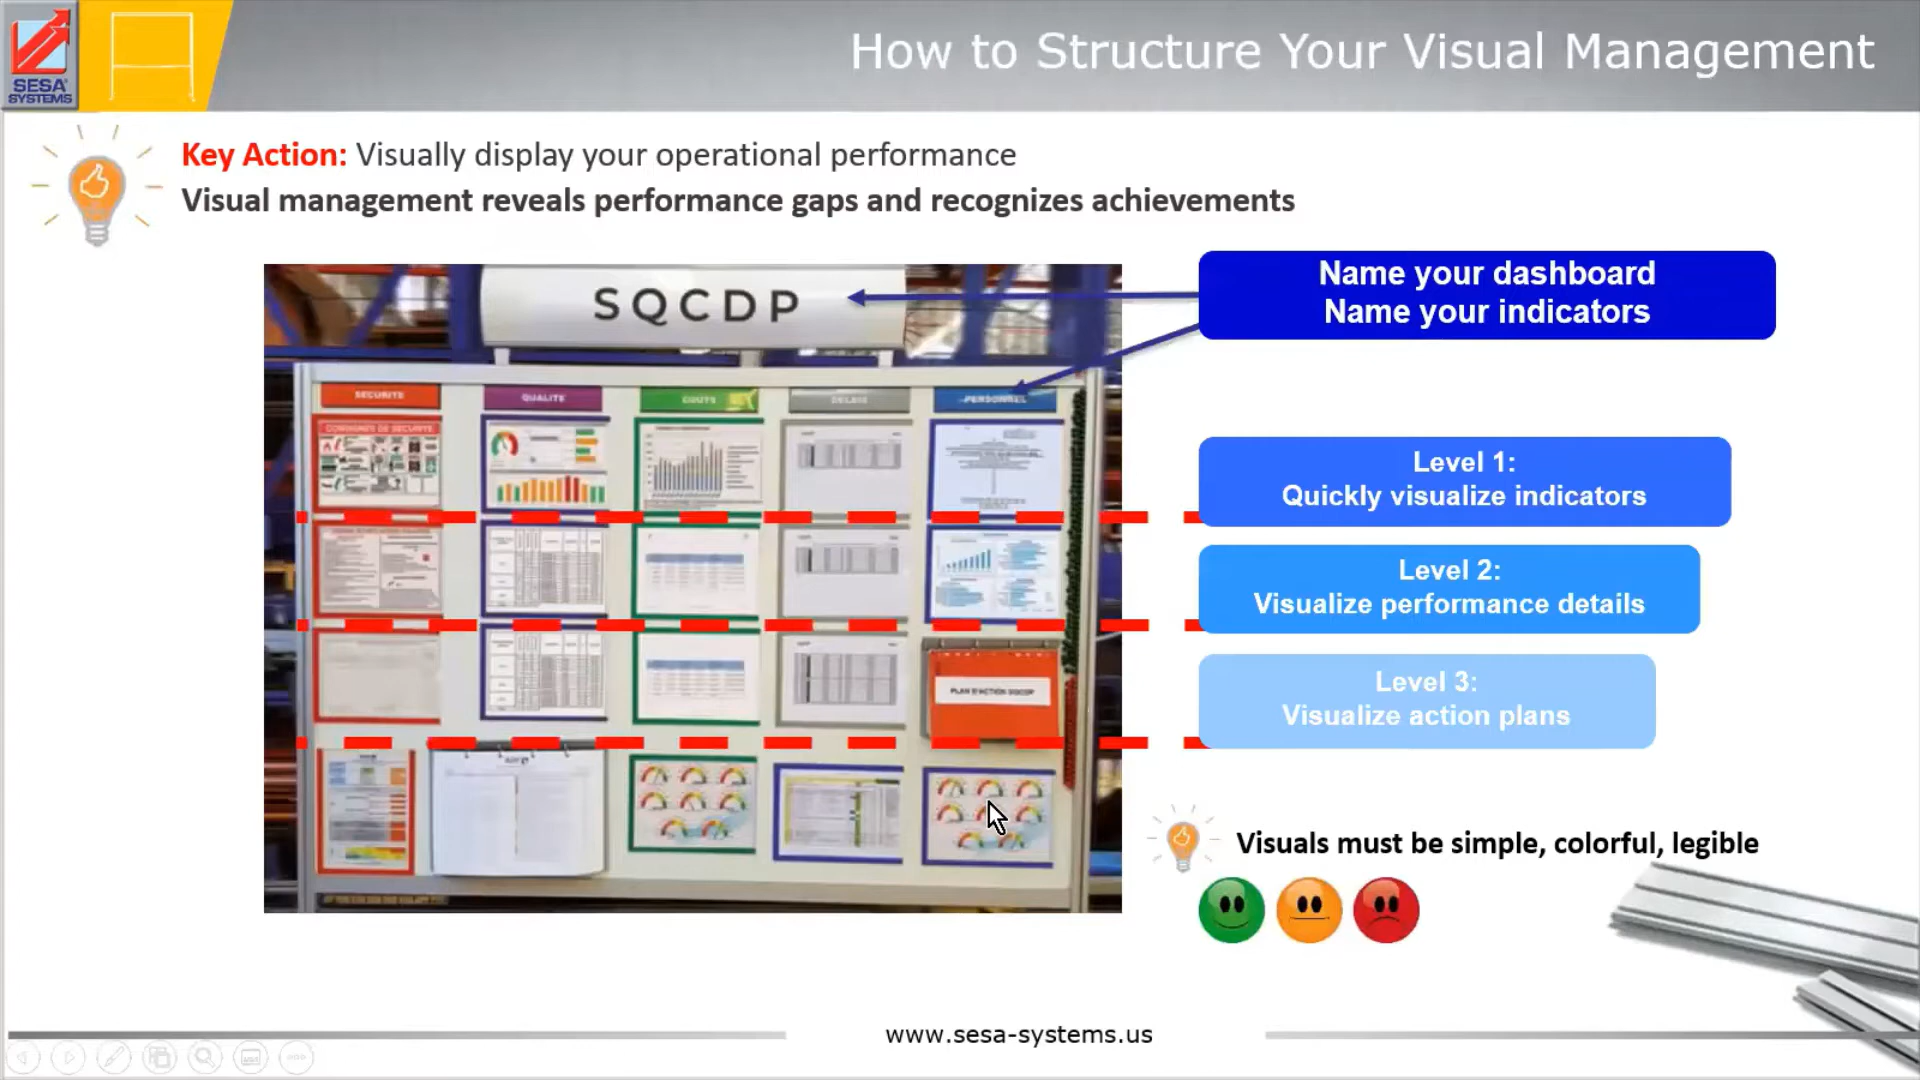 SESA
SYSTEMS
How to Structure Your Visual Management
Key Action: Visually display your operational performance
Visual management reveals performance gaps and recognizes achievements
SQCDP
Name your dashboard
Name your indicators
SECURITE
QUALITE
COUTS
DELAIS
PERSONNEL
CONSIGNES DE SECURITE
Level 1:
Quickly visualize indicators
Level 2:
Visualize performance details
Level 3:
Visualize action plans
PLAN D'ACTION SQCDP
Visuals must be simple, colorful, legible
www.sesa-systems.us